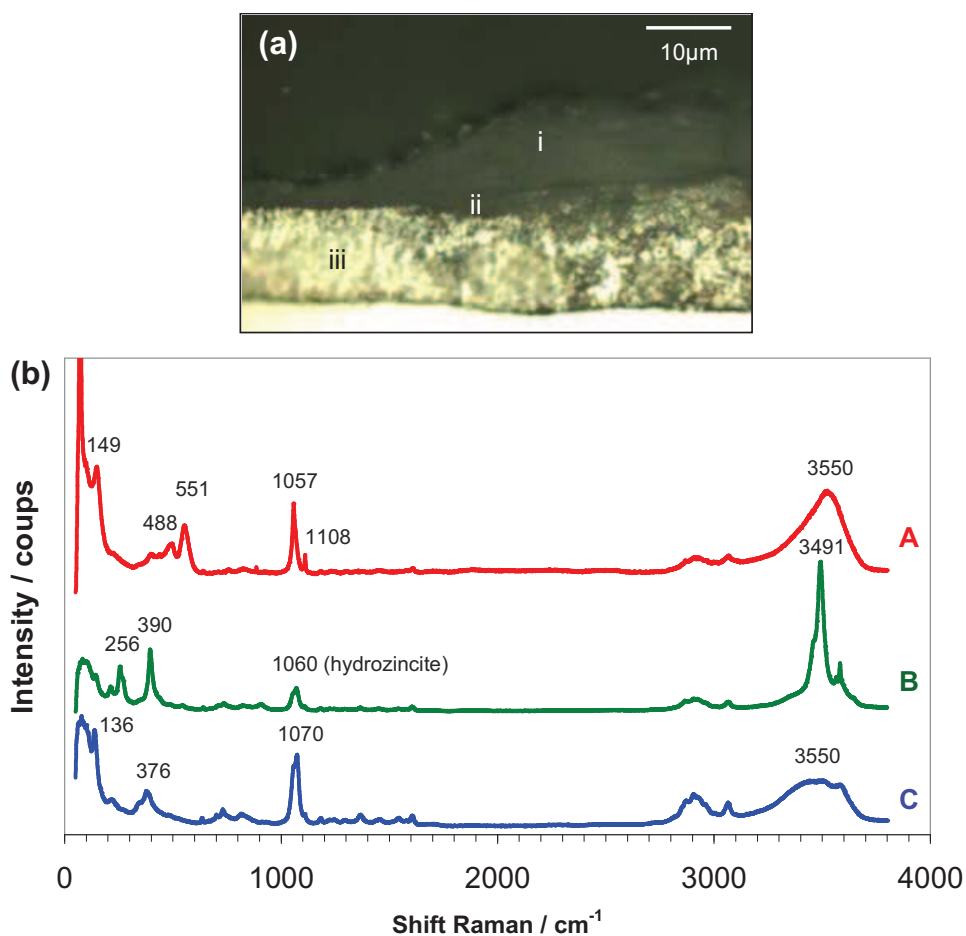 (a)
10µm
i
ii
iii
(b)
149
488
551
1057
1108
3550
A
256
390
1060 (hydrozincite)
3491
B
136
376
1070
3550
C
Intensity / coups
0 1000 2000 3000 4000
Shift Raman / cm-1